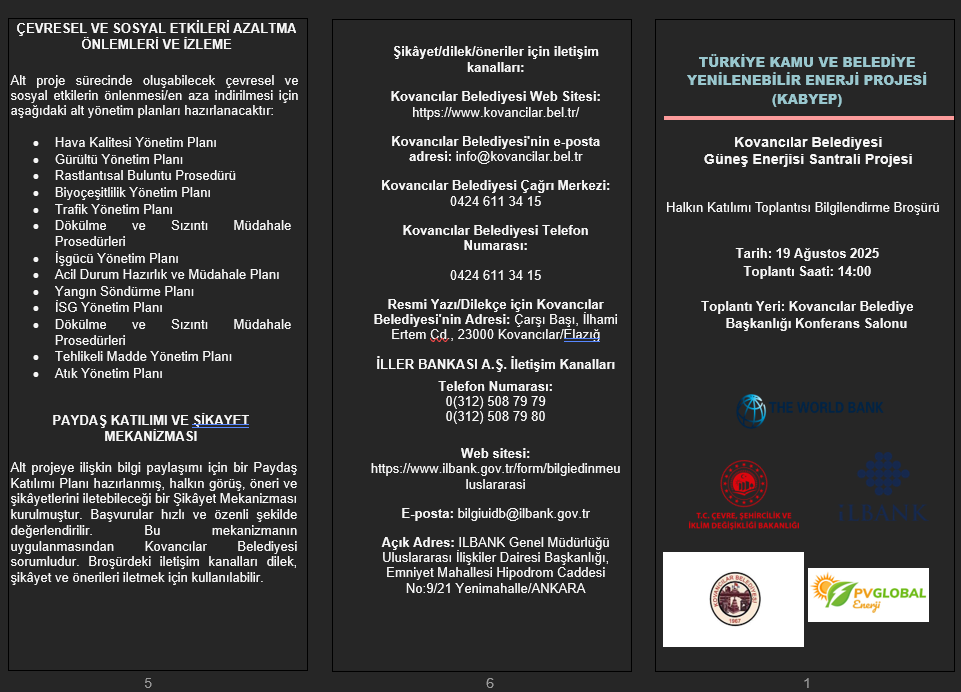 ÇEVRESEL VE SOSYAL ETKİLERİ AZALTMA
ÖNLEMLERİ VE İZLEME
Alt proje sürecinde oluşabilecek çevresel ve
sosyal etkilerin önlenmesi/en aza indirilmesi için
aşağıdaki alt yönetim planları hazırlanacaktır:
• Hava Kalitesi Yönetim Planı
• Gürültü Yönetim Planı
• Rastlantısal Buluntu Prosedürü
• Biyoçeşitlilik Yönetim Planı
• Trafik Yönetim Planı
• Dökülme ve Sızıntı Müdahale
Prosedürleri
• İşgücü Yönetim Planı
• Acil Durum Hazırlık ve Müdahale Planı
• Yangın Söndürme Planı
• İSG Yönetim Planı
• Dökülme ve Sızıntı Müdahale
Prosedürleri
• Tehlikeli Madde Yönetim Planı
• Atık Yönetim Planı
PAYDAŞ KATILIMI VE ŞİKAYET
MEKANİZMASI
Alt projeye ilişkin bilgi paylaşımı için bir Paydaş
Katılımı Planı hazırlanmış, halkın görüş, öneri ve
şikâyetlerini iletebileceği bir Şikâyet Mekanizması
kurulmuştur. Başvurular hızlı ve özenli şekilde
değerlendirilir. Bu mekanizmanın
uygulanmasından Kovancılar Belediyesi
sorumludur. Broşürdeki iletişim kanalları dilek,
şikâyet ve önerileri iletmek için kullanılabilir.
5
Şikâyet/dilek/öneriler için iletişim
kanalları:
Kovancılar Belediyesi Web Sitesi:
https://www.kovancilar.bel.tr/
Kovancılar Belediyesi'nin e-posta
adresi: info@kovancilar.bel.tr
Kovancılar Belediyesi Çağrı Merkezi:
0424 611 34 15
Kovancılar Belediyesi Telefon
Numarası:
0424 611 34 15
Resmi Yazı/Dilekçe için Kovancılar
Belediyesi'nin Adresi: Çarşı Başı, İlhami
Ertem Cd., 23000 Kovancılar/Elazığ
İLLER BANKASI A.Ş. İletişim Kanalları
Telefon Numarası:
0(312) 508 79 79
0(312) 508 79 80
Web sitesi:
https://www.ilbank.gov.tr/form/bilgiedinmeu
luslararasi
E-posta: bilgiuidb@ilbank.gov.tr
Açık Adres: ILBANK Genel Müdürlüğü
Uluslararası İlişkiler Dairesi Başkanlığı,
Emniyet Mahallesi Hipodrom Caddesi
No:9/21 Yenimahalle/ANKARA
6
TÜRKİYE KAMU VE BELEDİYE
YENİLENEBİLİR ENERJİ PROJESİ
(KABYEP)
Kovancılar Belediyesi
Güneş Enerjisi Santrali Projesi
Halkın Katılımı Toplantısı Bilgilendirme Broşürü
Tarih: 19 Ağustos 2025
Toplantı Saati: 14:00
Toplantı Yeri: Kovancılar Belediye
Başkanlığı Konferans Salonu
THE WORLD BANK
T.C. ÇEVRE, ŞEHİRCİLİK VE
İKLİM DEĞİŞİKLİĞİ BAKANLIĞI
İLBANK
KOVANCILAR BELEDİYESİ
1967
PVGLOBAL
Enerji
1